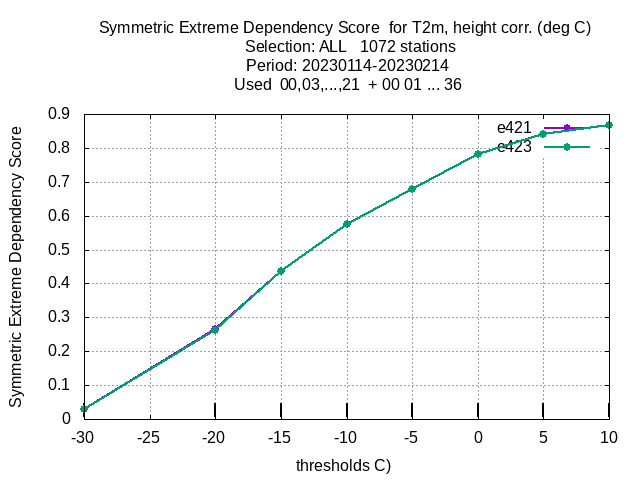 Symmetric Extreme Dependency Score  for T2m, height corr. (deg C)
Selection: ALL   1072 stations
Period: 20230114-20230214
Used  00,03,...,21  + 00 01 ... 36
Symmetric Extreme Dependency Score
0.9
0.8
0.7
0.6
0.5
0.4
0.3
0.2
0.1
0
e421
e423
-30 -25 -20 -15 -10 -5 0 5 10
thresholds C)